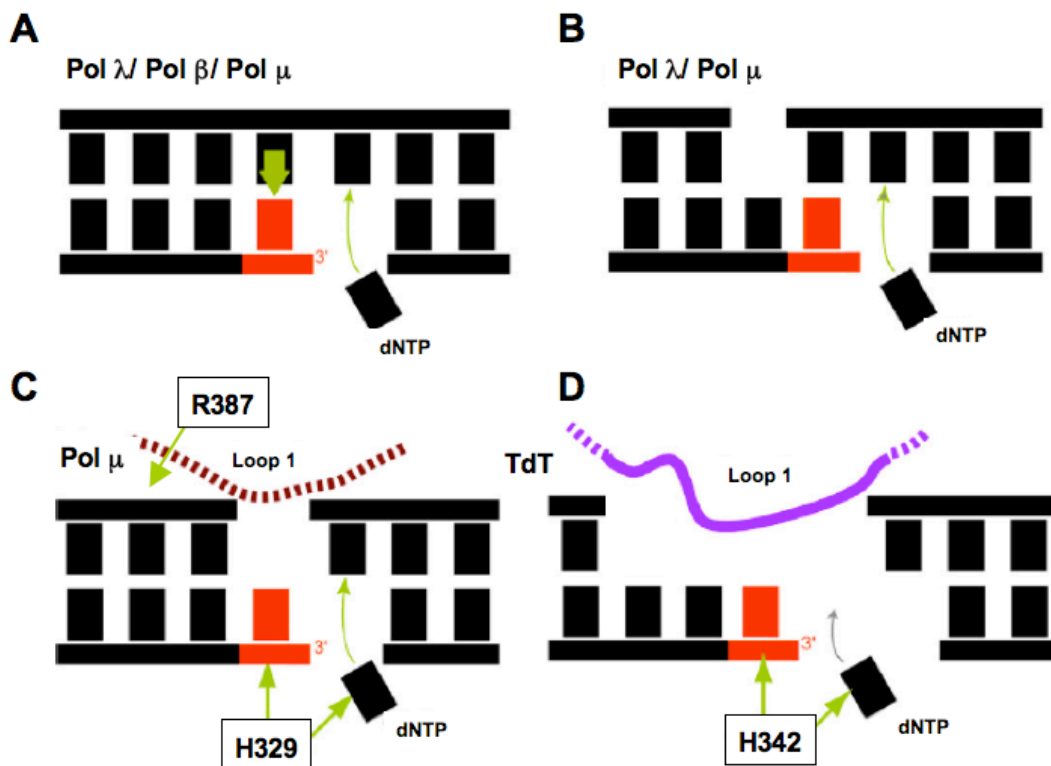 A
Pol λ/ Pol β/ Pol μ
3'
dNTP
B
Pol λ/ Pol μ
dNTP
C
R387
Pol μ
Loop 1
3'
dNTP
H329
D
TdT
Loop 1
3'
dNTP
H342